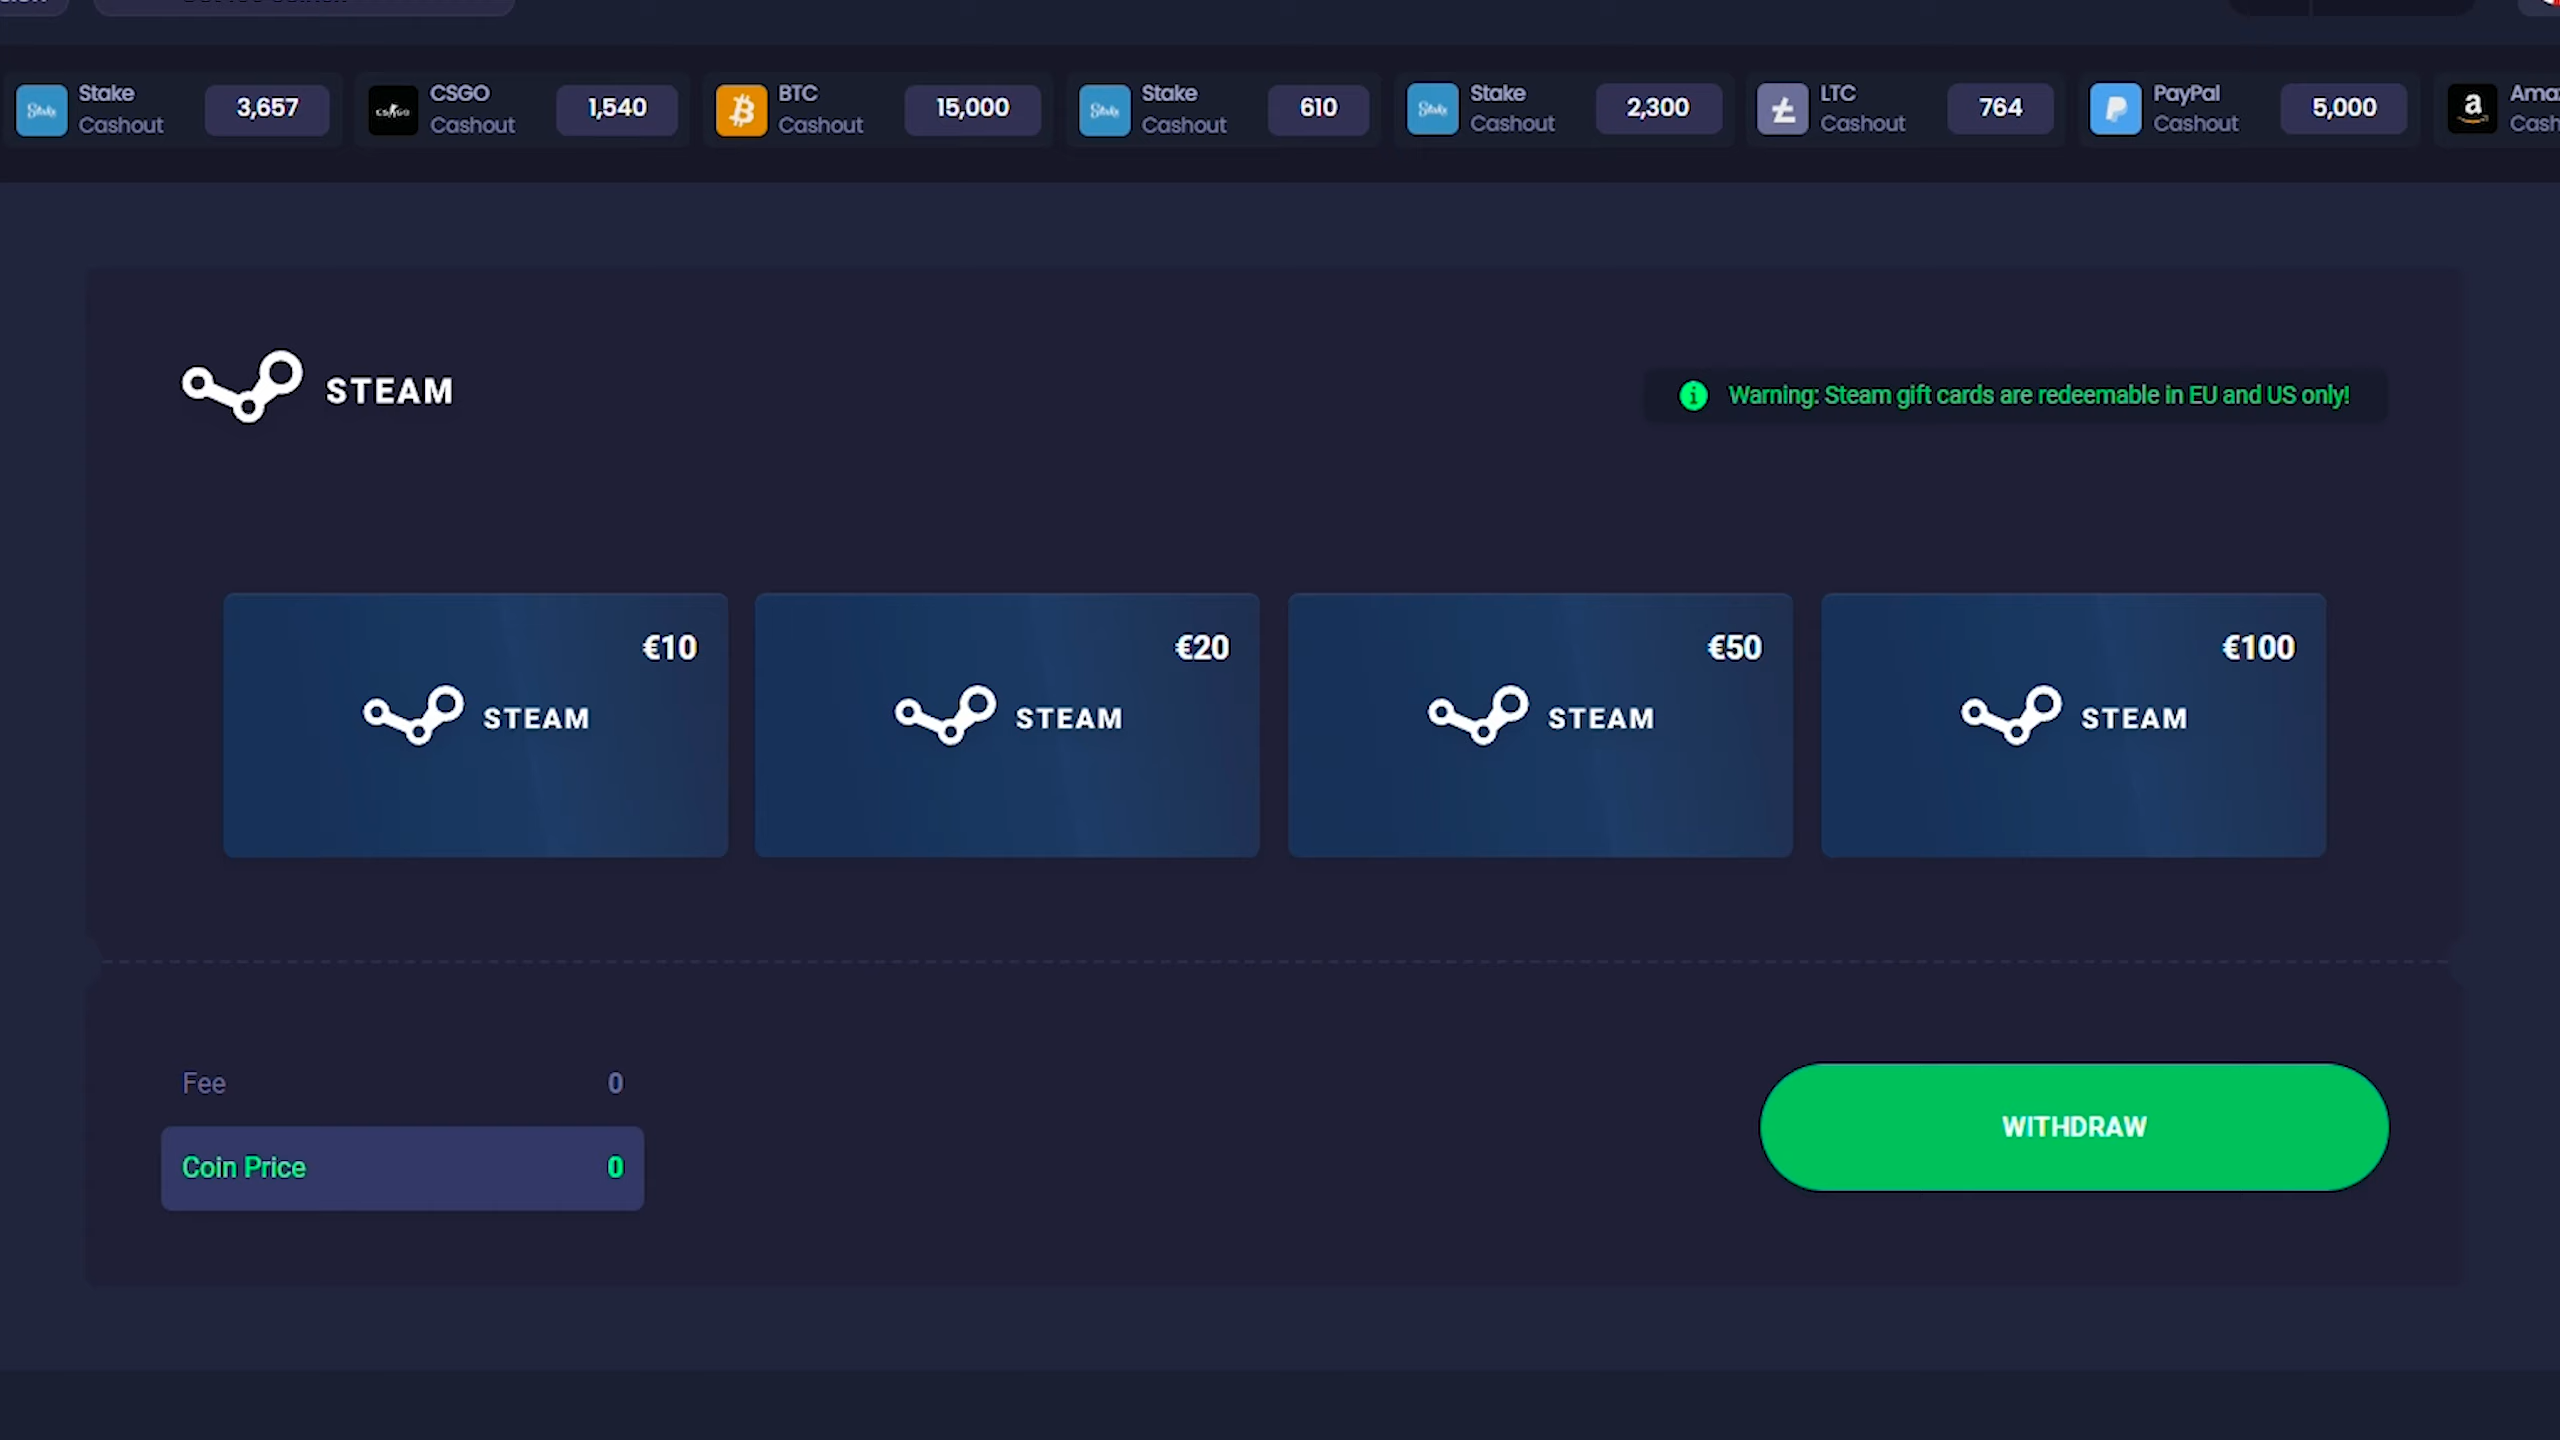 Stake
Cashout
3,657
CSGO
Cashout
1,540
BTC
Cashout
15,000
Stake
Cashout
610
Stake
Cashout
2,300
LTC
Cashout
764
PayPal
Cashout
5,000
STEAM
Warning: Steam gift cards are redeemable in EU and US only!
€10
STEAM
€20
STEAM
€50
STEAM
€100
STEAM
Fee 0
Coin Price 0
WITHDRAW